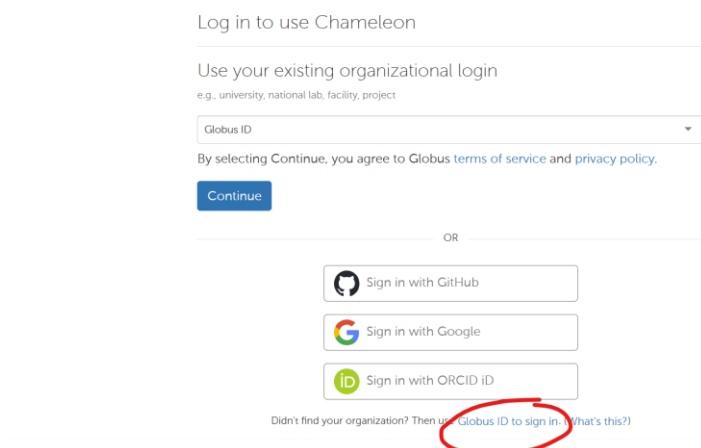 Log in to use Chameleon
Use your existing organizational login
e.g., university, national lab, facility, project
Globus ID
By selecting Continue, you agree to Globus terms of service and privacy policy.
Continue
OR
Sign in with GitHub
Sign in with Google
iD Sign in with ORCID iD
Didn't find your organization? Then use Globus ID to sign in. (What's this?)